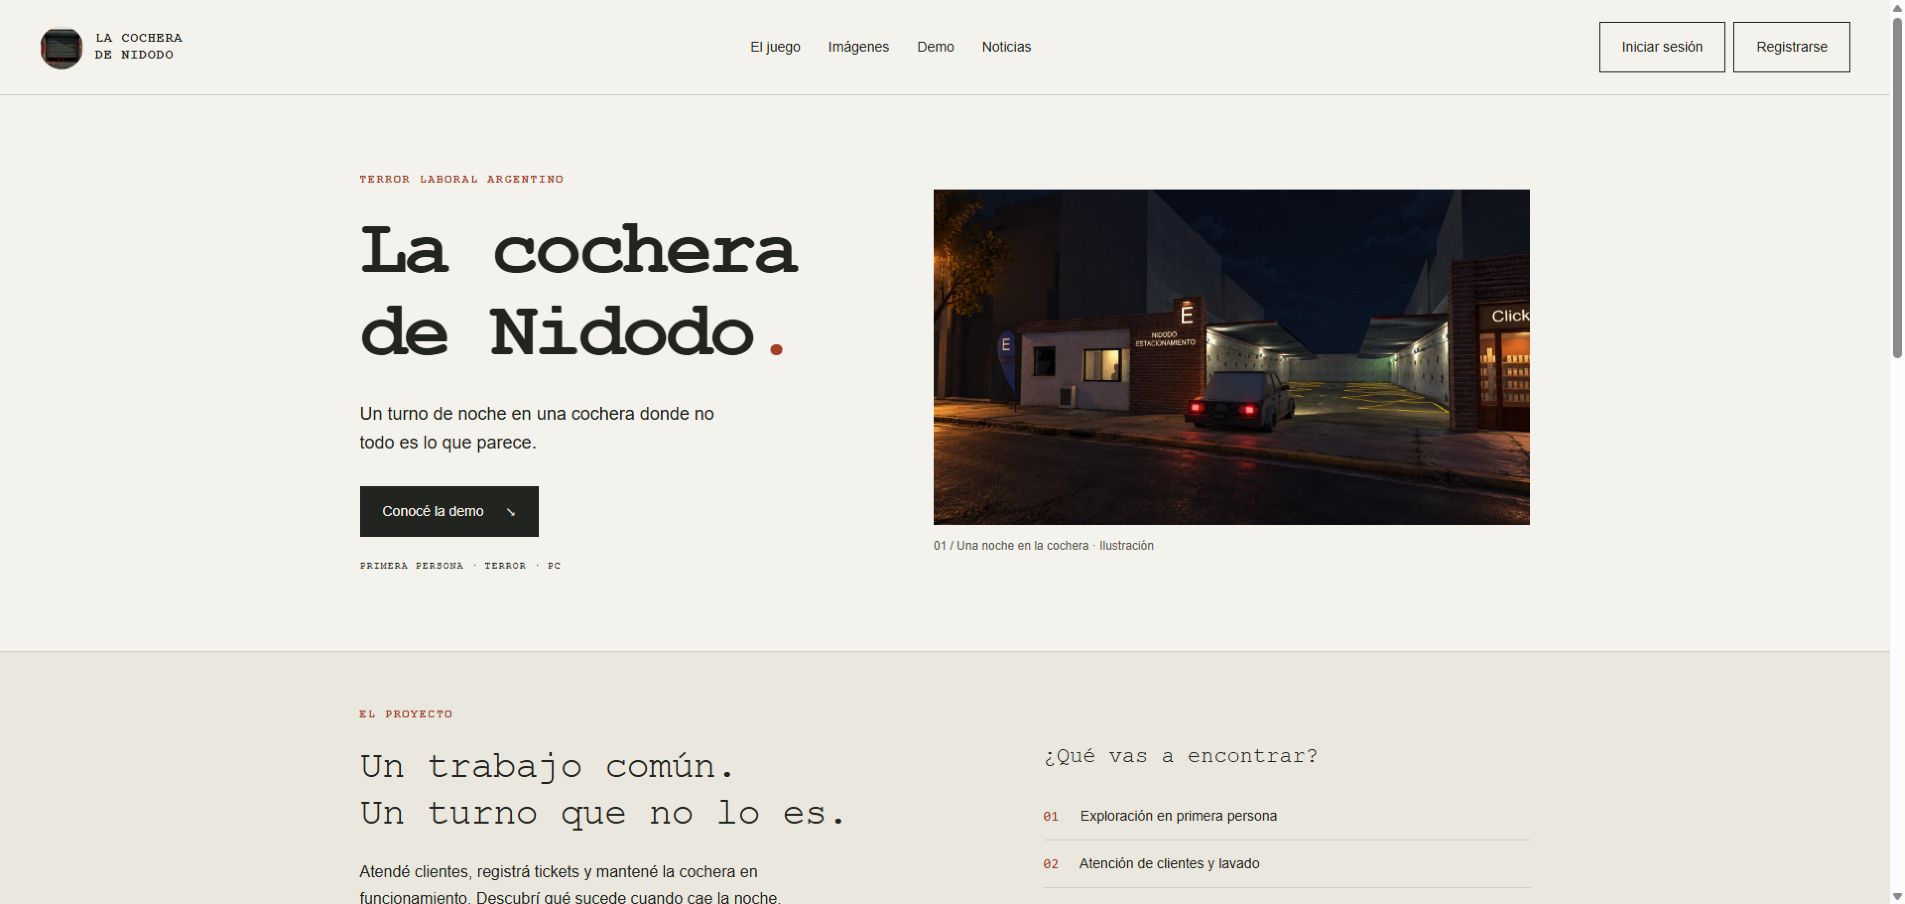 LA COCHERA
DE NIDODO
El juego
Imágenes
Demo
Noticias
Iniciar sesión
Registrarse
TERROR LABORAL ARGENTINO
La cochera
de Nidodo.
Un turno de noche en una cochera donde no
todo es lo que parece.
Conocé la demo ↘
PRIMERA PERSONA · TERROR · PC
E
E
NIDODO
ESTACIONAMIENTO
Click
01 / Una noche en la cochera · Ilustración
EL PROYECTO
Un trabajo común.
Un turno que no lo es.
Atendé clientes, registrá tickets y mantené la cochera en
funcionamiento. Descubrí qué sucede cuando cae la noche.
¿Qué vas a encontrar?
01 Exploración en primera persona
02 Atención de clientes y lavado